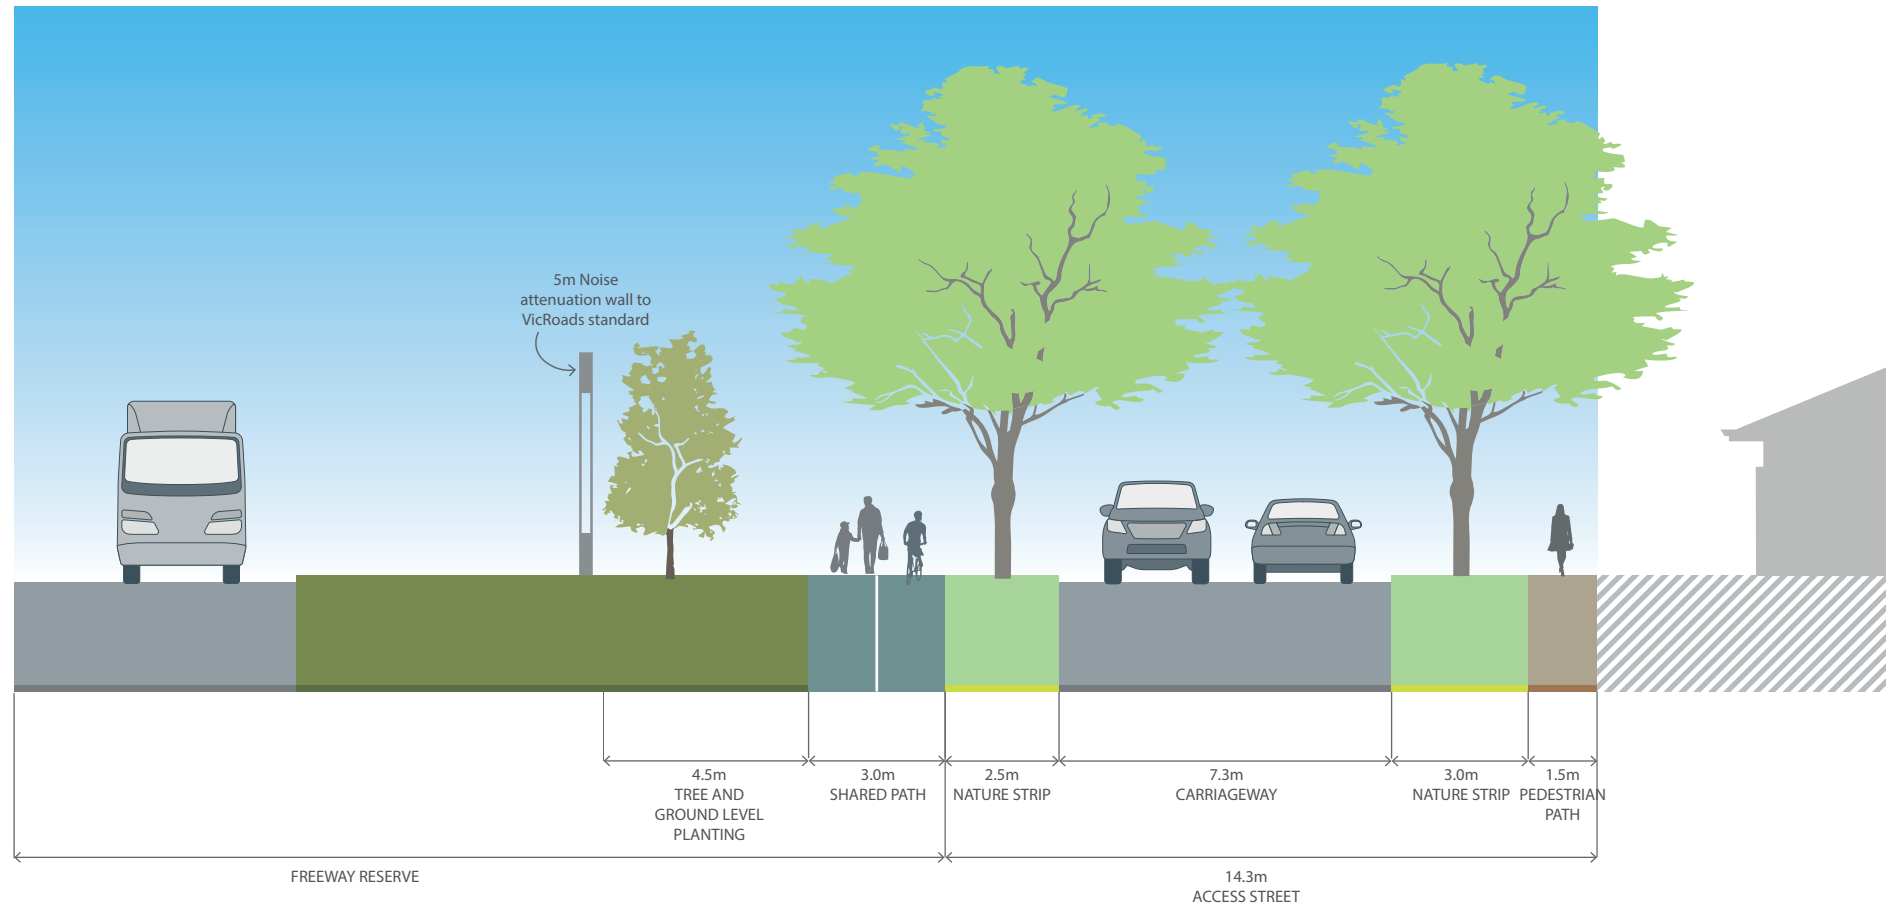 5m Noise
attenuation wall to
VicRoads standard
4.5m
TREE AND
GROUND LEVEL
PLANTING
3.0m
SHARED PATH
2.5m
NATURE STRIP
7.3m
CARRIAGEWAY
3.0m
NATURE STRIP
1.5m
PEDESTRIAN
PATH
FREEWAY RESERVE
14.3m
ACCESS STREET